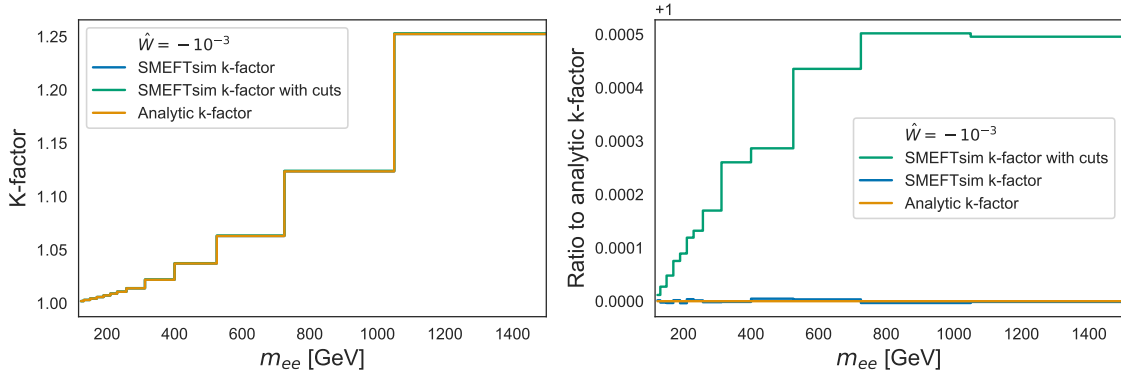 K-factor
1.25
1.20
1.15
1.10
1.05
1.00
Ŵ = −10⁻³
SMEFTsim k-factor
SMEFTsim k-factor with cuts
Analytic k-factor
200 400 600 800 1000 1200 1400
m_ee [GeV]
+1
Ratio to analytic k-factor
0.0005
0.0004
0.0003
0.0002
0.0001
0.0000
Ŵ = −10⁻³
SMEFTsim k-factor with cuts
SMEFTsim k-factor
Analytic k-factor
200 400 600 800 1000 1200 1400
m_ee [GeV]